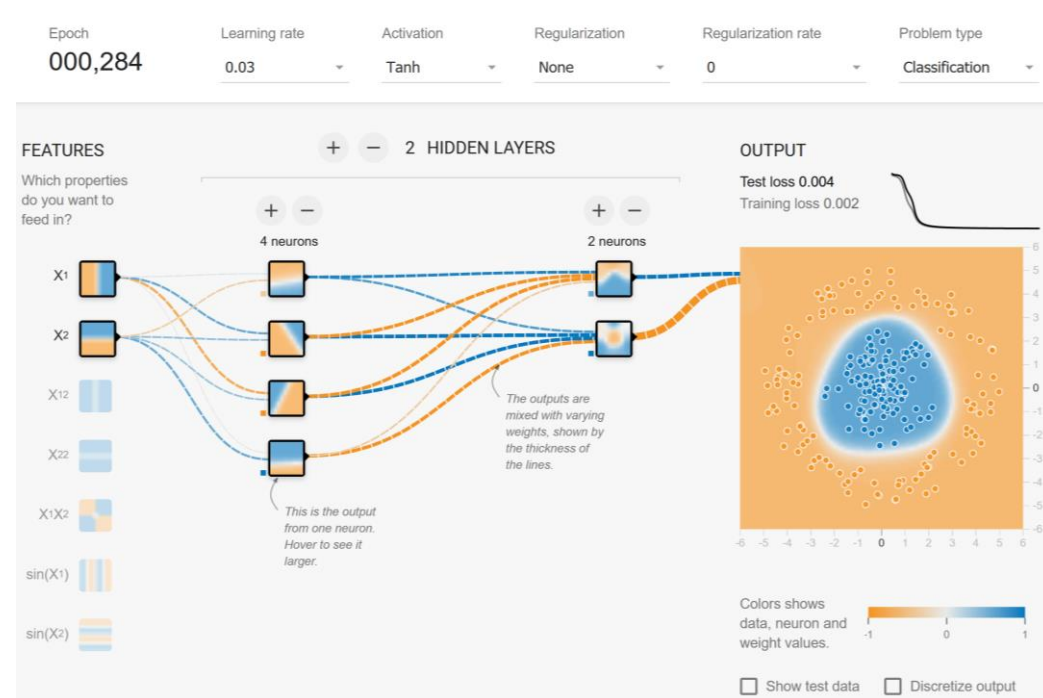 Epoch
000,284
Learning rate
0.03
Activation
Tanh
Regularization
None
Regularization rate
0
Problem type
Classification
FEATURES
Which properties
do you want to
feed in?
X1
X2
X12
X22
X1X2
sin(X1)
sin(X2)
+ − 2 HIDDEN LAYERS
+ −
4 neurons
+ −
2 neurons
This is the output
from one neuron.
Hover to see it
larger.
The outputs are
mixed with varying
weights, shown by
the thickness of
the lines.
OUTPUT
Test loss 0.004
Training loss 0.002
6
5
4
3
2
1
0
-1
-2
-3
-4
-5
-6
-6 -5 -4 -3 -2 -1 0 1 2 3 4 5 6
Colors shows
data, neuron and
weight values.
-1 0 1
Show test data
Discretize output